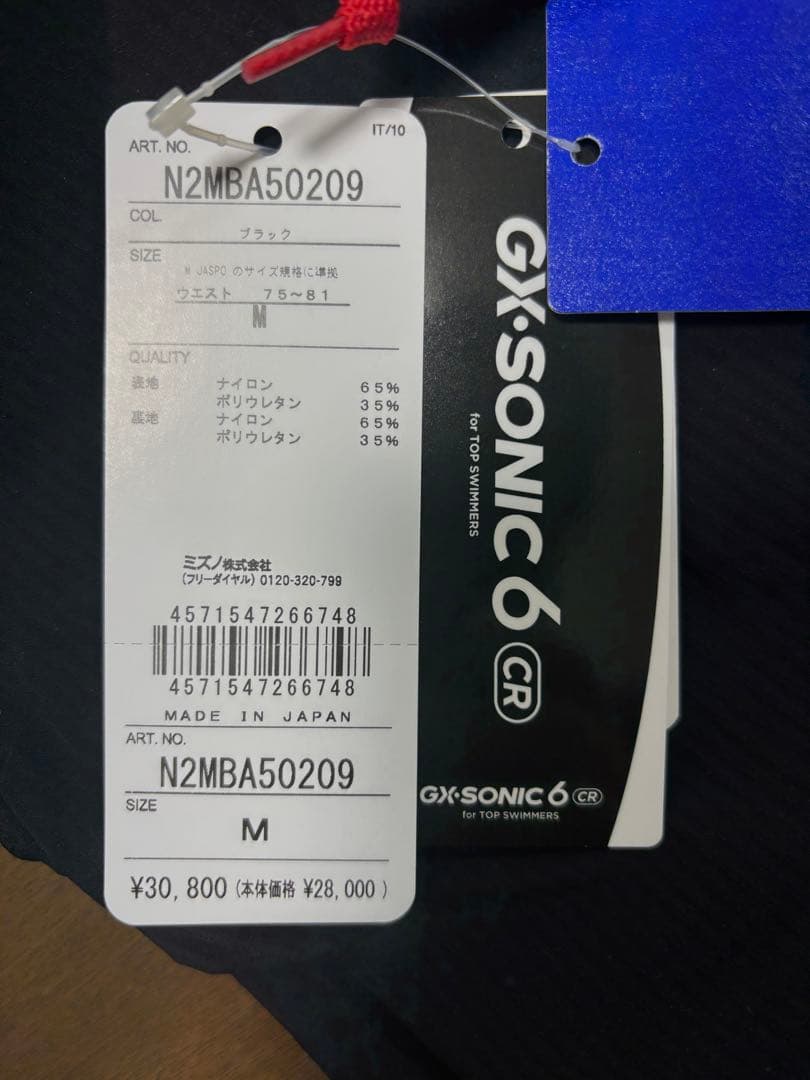 IT/10
ART. NO.
N2MBA50209
COL.
ブラック
SIZE
M JASPO のサイズ規格に準拠
ウエスト 75〜81
M
QUALITY
表地 ナイロン 65%
ポリウレタン 35%
裏地 ナイロン 65%
ポリウレタン 35%
ミズノ株式会社
(フリーダイヤル) 0120-320-799
4571547266748
4571547266748
MADE IN JAPAN
ART. NO.
N2MBA50209
SIZE
M
¥30,800 (本体価格 ¥28,000 )
GX·SONIC 6 CR
for TOP SWIMMERS
GX·SONIC 6 CR
for TOP SWIMMERS